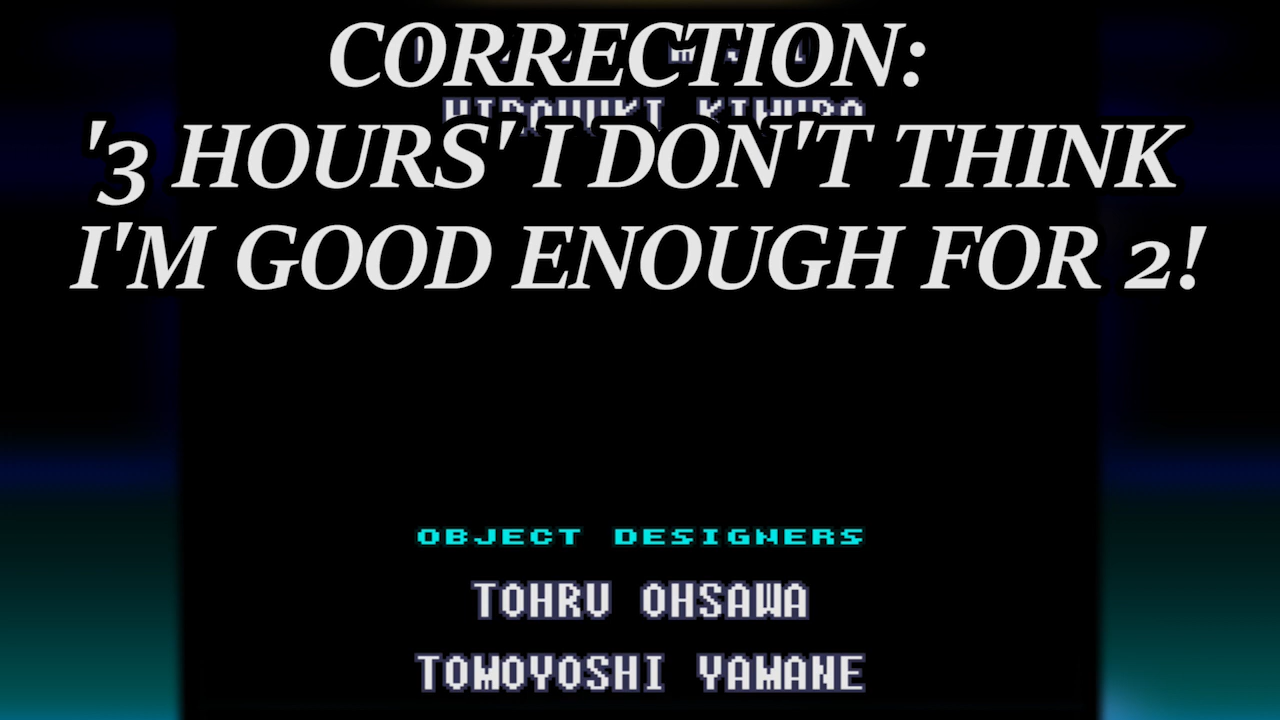 CORRECTION:
'3 HOURS' I DON'T THINK
I'M GOOD ENOUGH FOR 2!
OBJECT DESIGNERS
TOHRU OHSAWA
TOMOYOSHI YAMANE